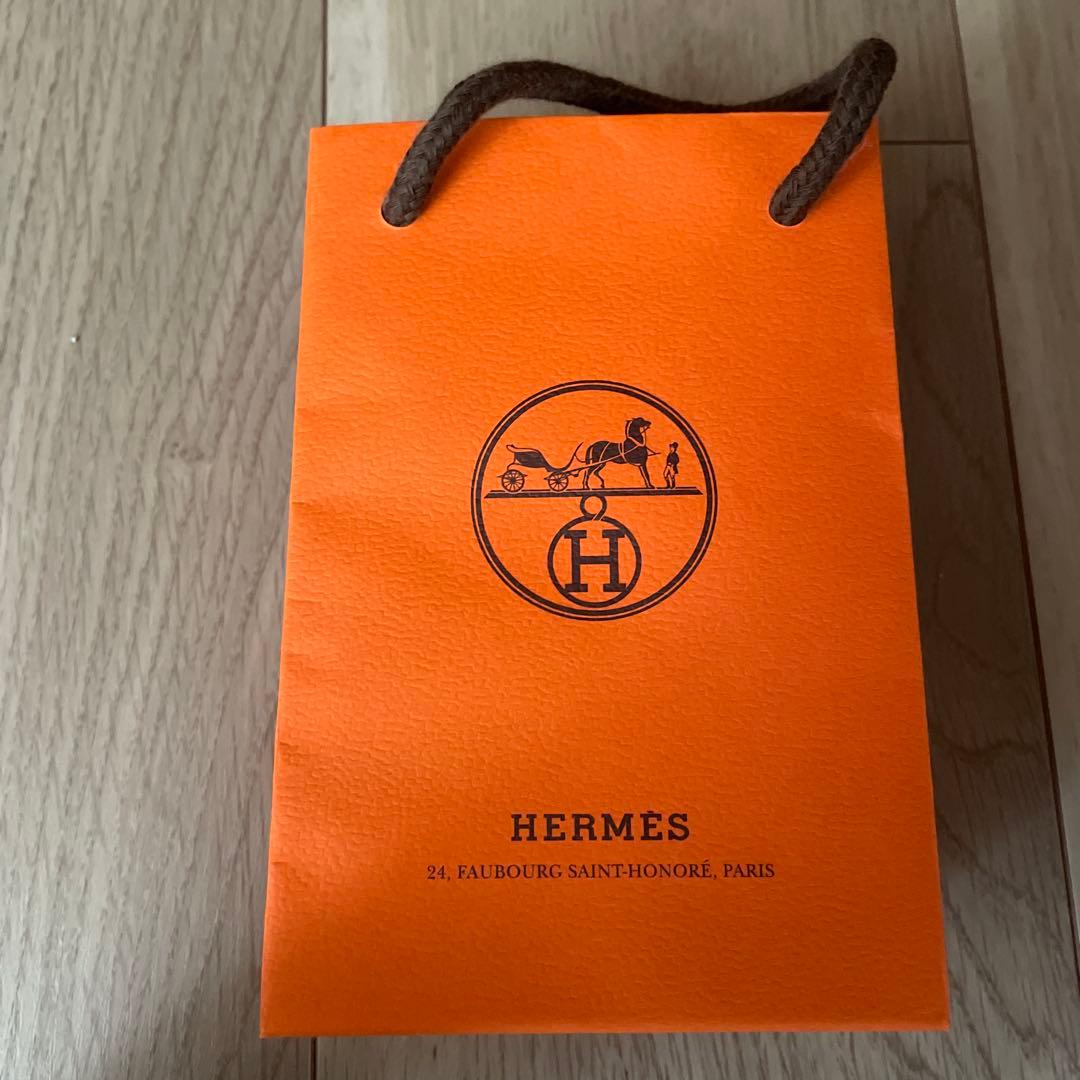 H
HERMÈS
24, FAUBOURG SAINT-HONORÉ, PARIS